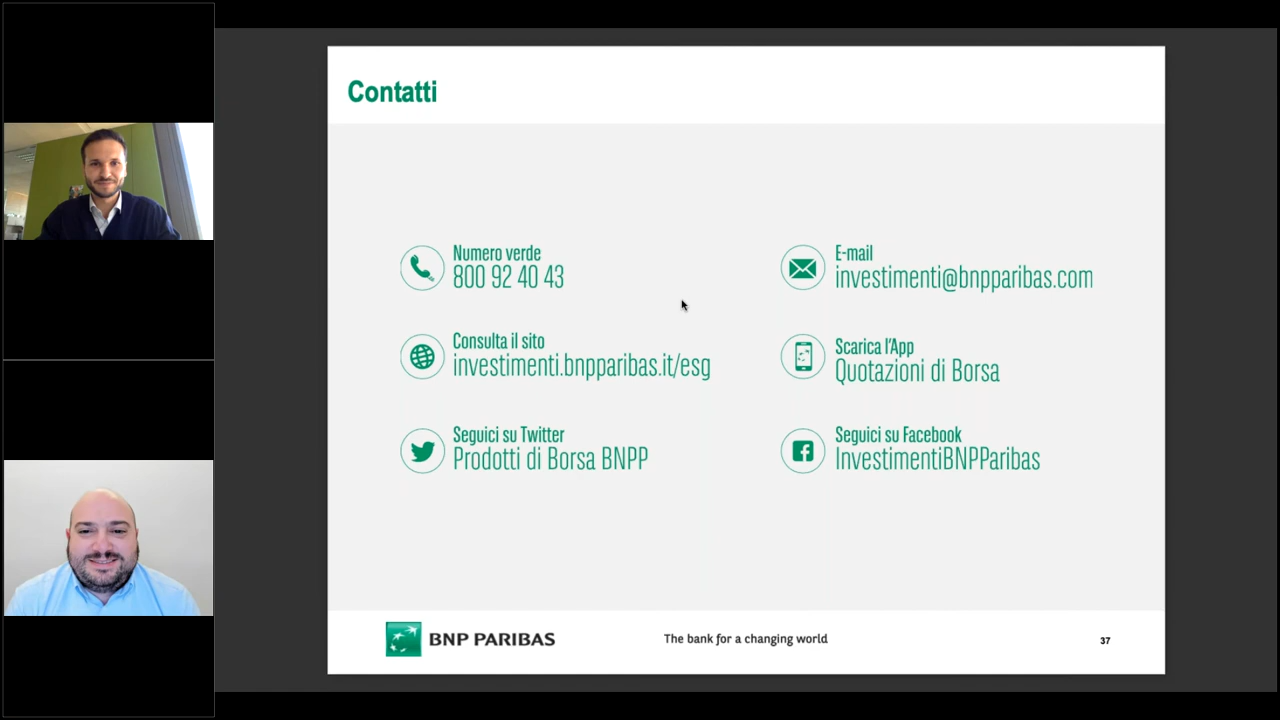 Contatti
Numero verde
800 92 40 43
E-mail
investimenti@bnpparibas.com
Consulta il sito
investimenti.bnpparibas.it/esg
Scarica l'App
Quotazioni di Borsa
Seguici su Twitter
Prodotti di Borsa BNPP
Seguici su Facebook
InvestimentiBNPParibas
BNP PARIBAS
The bank for a changing world
37